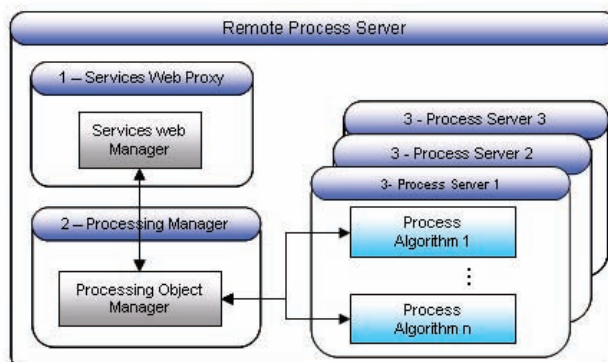 Remote Process Server
1 – Services Web Proxy
Services web
Manager
2 – Processing Manager
Processing Object
Manager
3 - Process Server 3
3 - Process Server 2
3- Process Server 1
Process
Algorithm 1
⋮
Process
Algorithm n